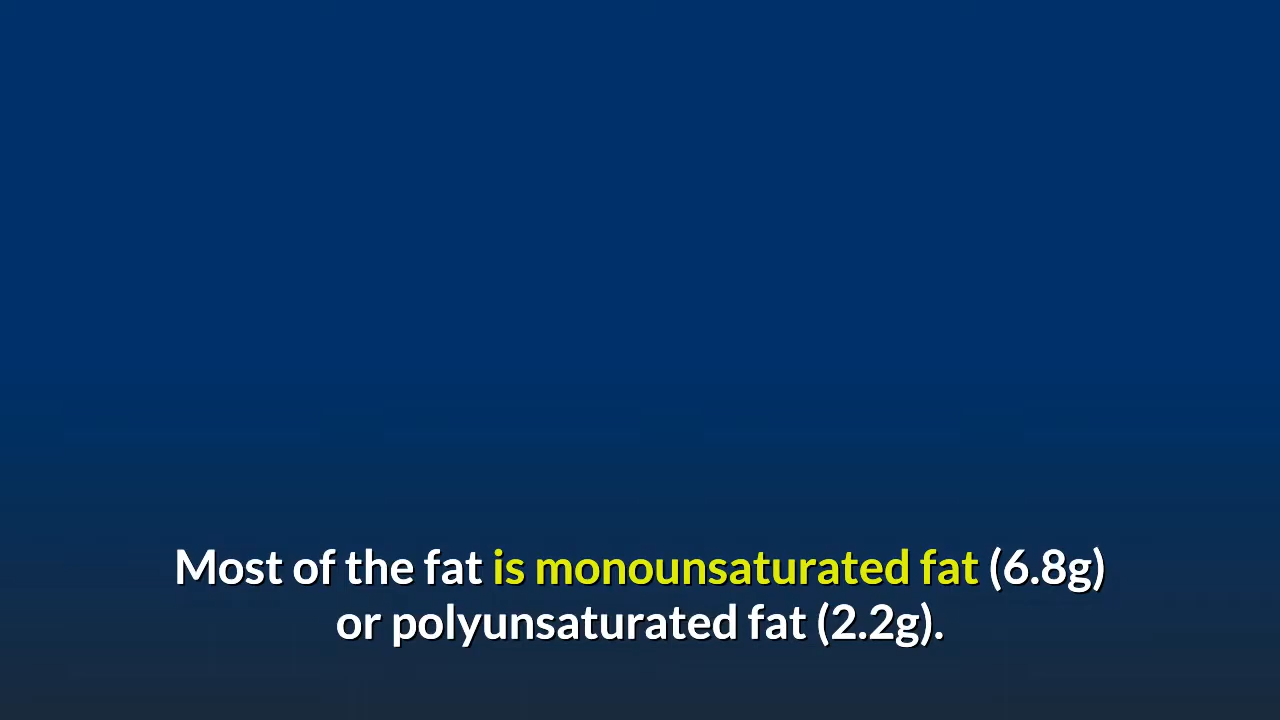 Most of the fat is monounsaturated fat (6.8g)
or polyunsaturated fat (2.2g).